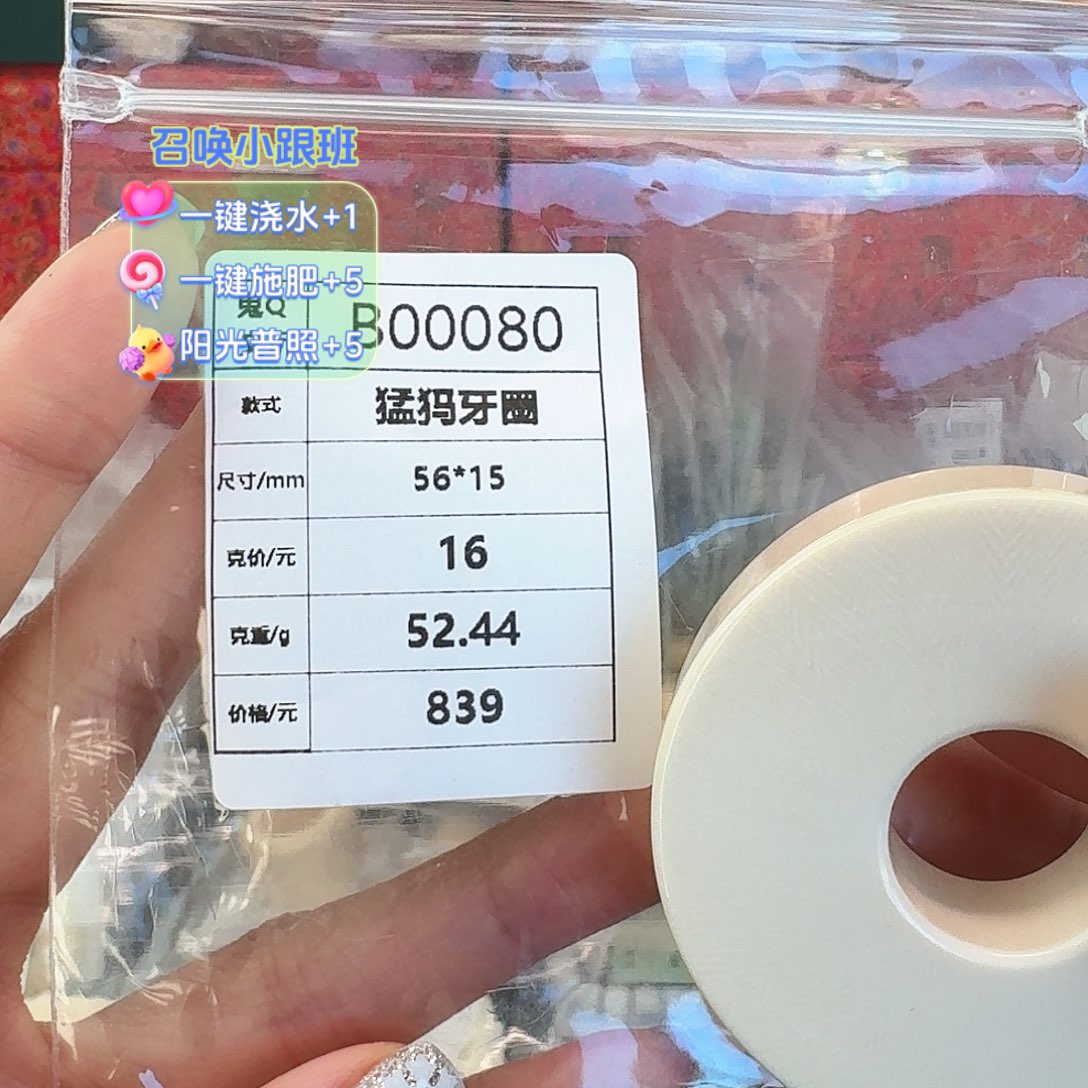 召唤小跟班
一键浇水+1
一键施肥+5
阳光普照+5
B00080
款式 猛犸牙圈
尺寸/mm 56*15
克价/元 16
克重/g 52.44
价格/元 839